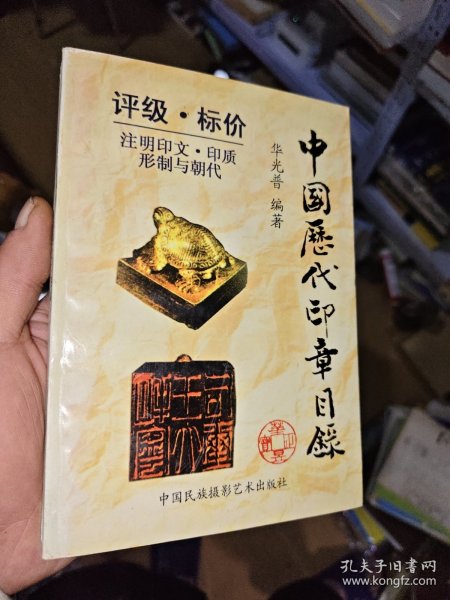 评级·标价
注明印文·印质
形制与朝代
中国歷代印章目錄
华光普 编著
中国民族摄影艺术出版社
孔夫子旧书网
www.kongfz.com